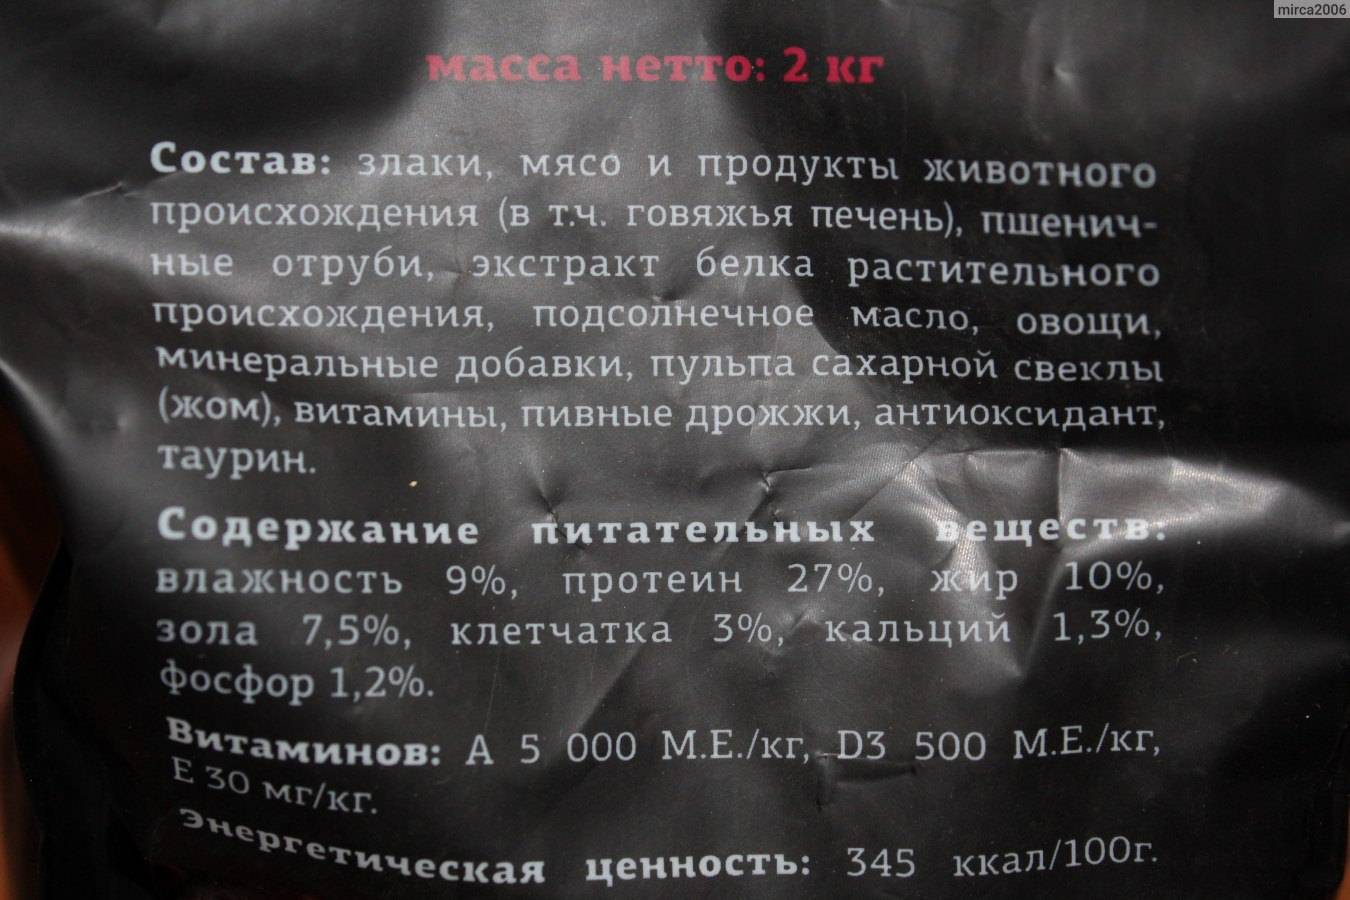 mirca2006
масса нетто: 2 кг
Состав: злаки, мясо и продукты животного
происхождения (в т.ч. говяжья печень), пшенич-
ные отруби, экстракт белка растительного
происхождения, подсолнечное масло, овощи,
минеральные добавки, пульпа сахарной свеклы
(жом), витамины, пивные дрожжи, антиоксидант,
таурин.
Содержание питательных веществ:
влажность 9%, протеин 27%, жир 10%,
зола 7,5%, клетчатка 3%, кальций 1,3%,
фосфор 1,2%.
Витаминов: А 5 000 М.Е./кг, D3 500 М.Е./кг,
Е 30 мг/кг.
Энергетическая ценность: 345 ккал/100г.